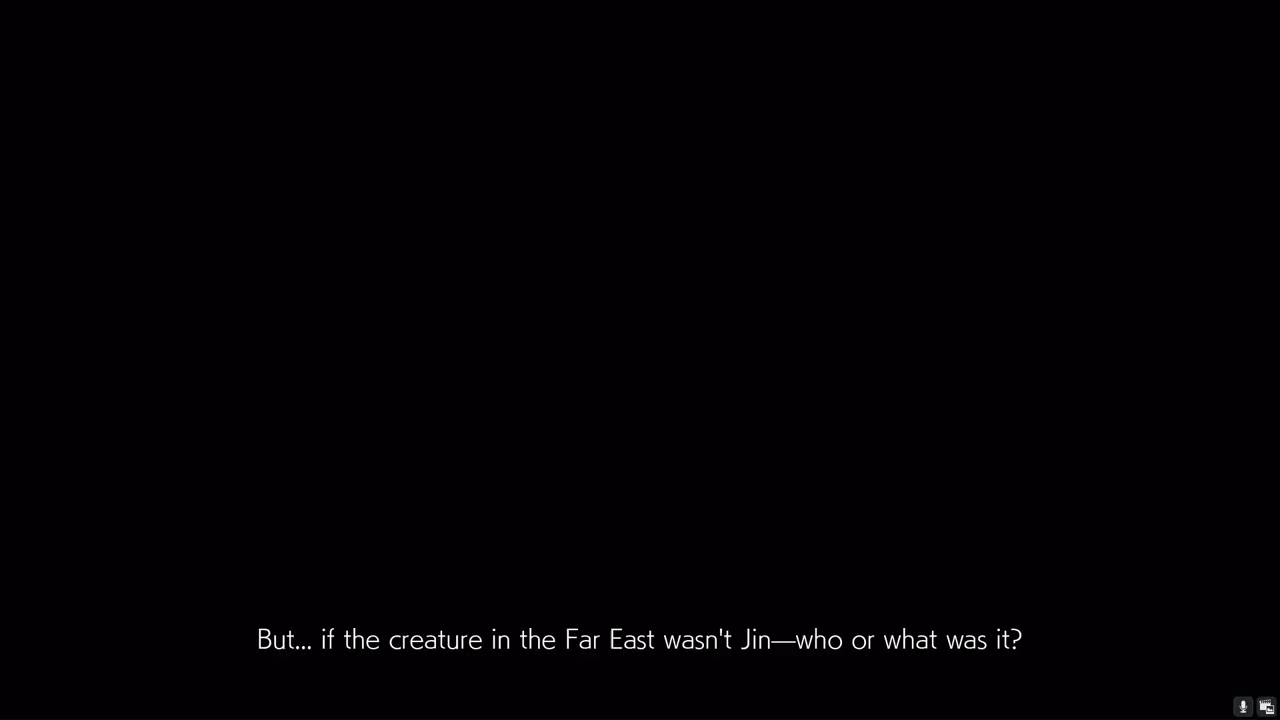 But... if the creature in the Far East wasn't Jin—who or what was it?